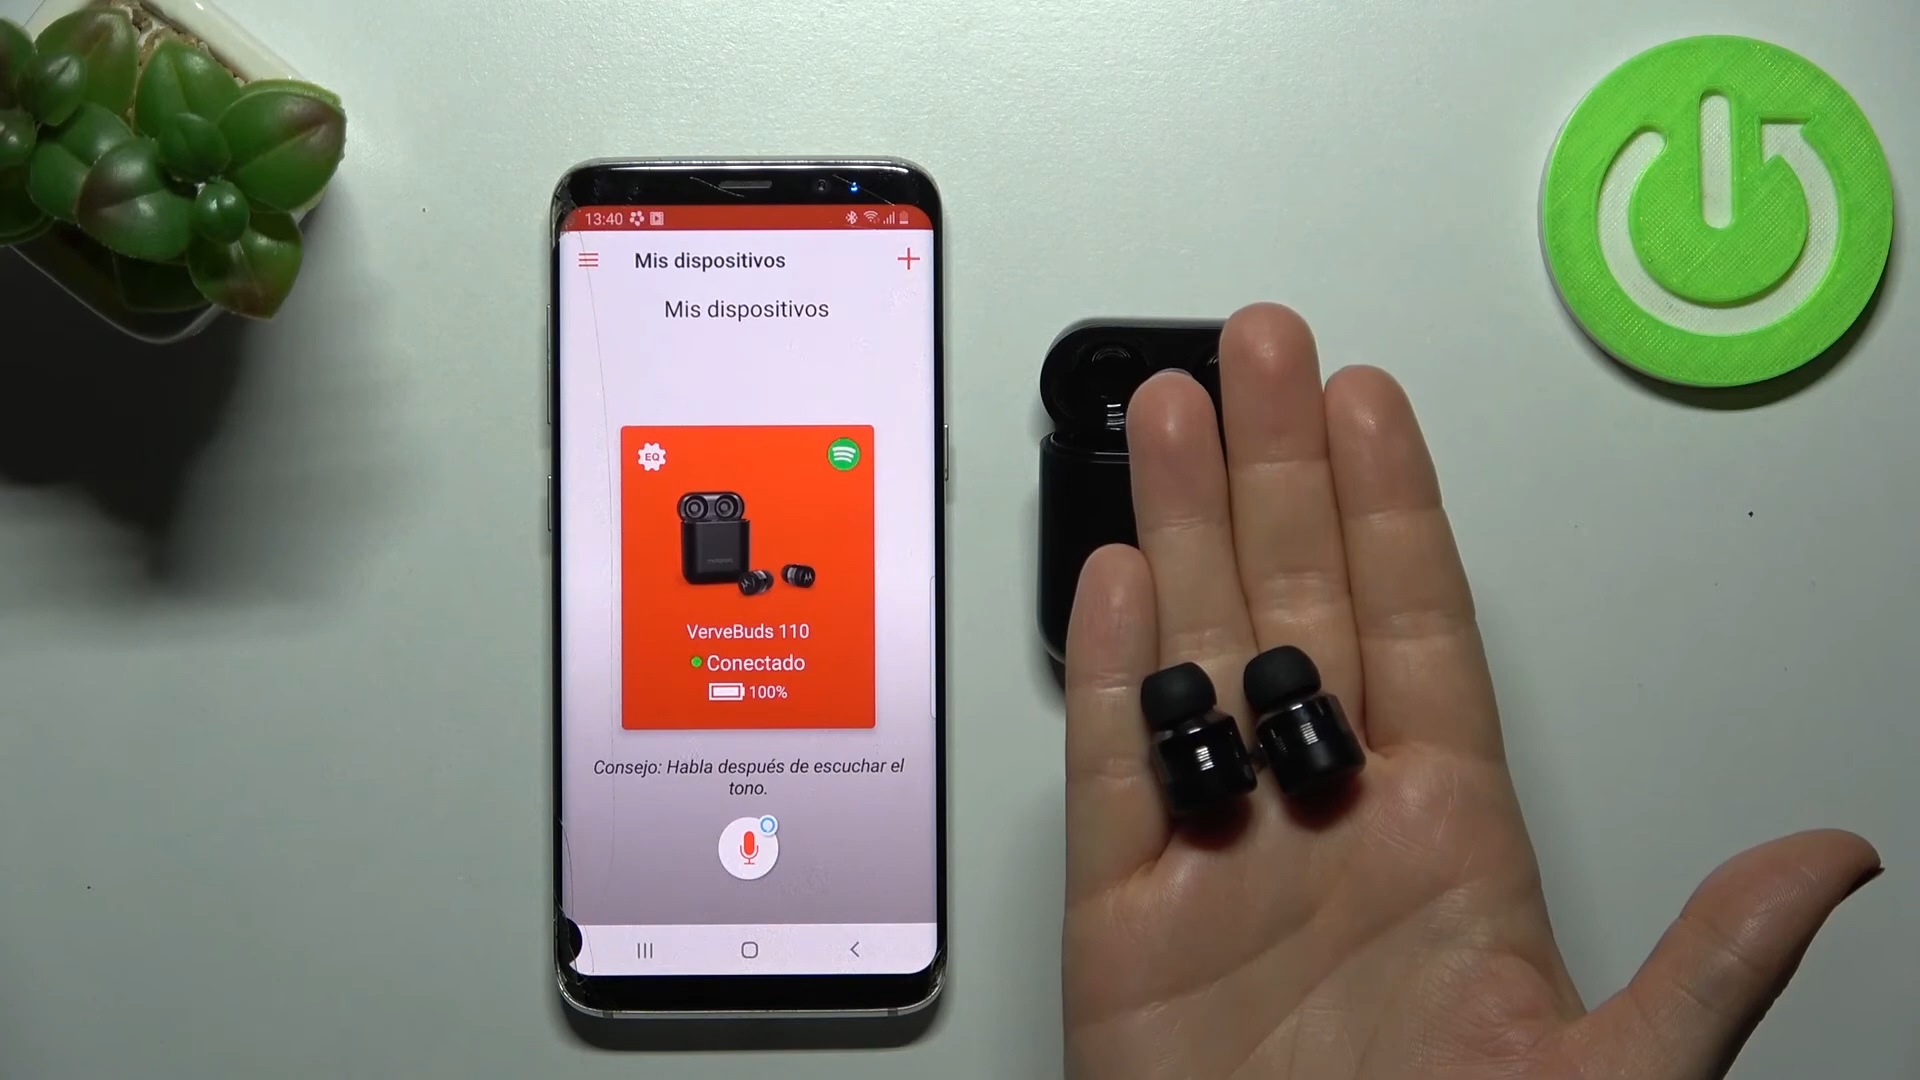 13:40
Mis dispositivos
Mis dispositivos
EQ
VerveBuds 110
Conectado
100%
Consejo: Habla después de escuchar el
tono.